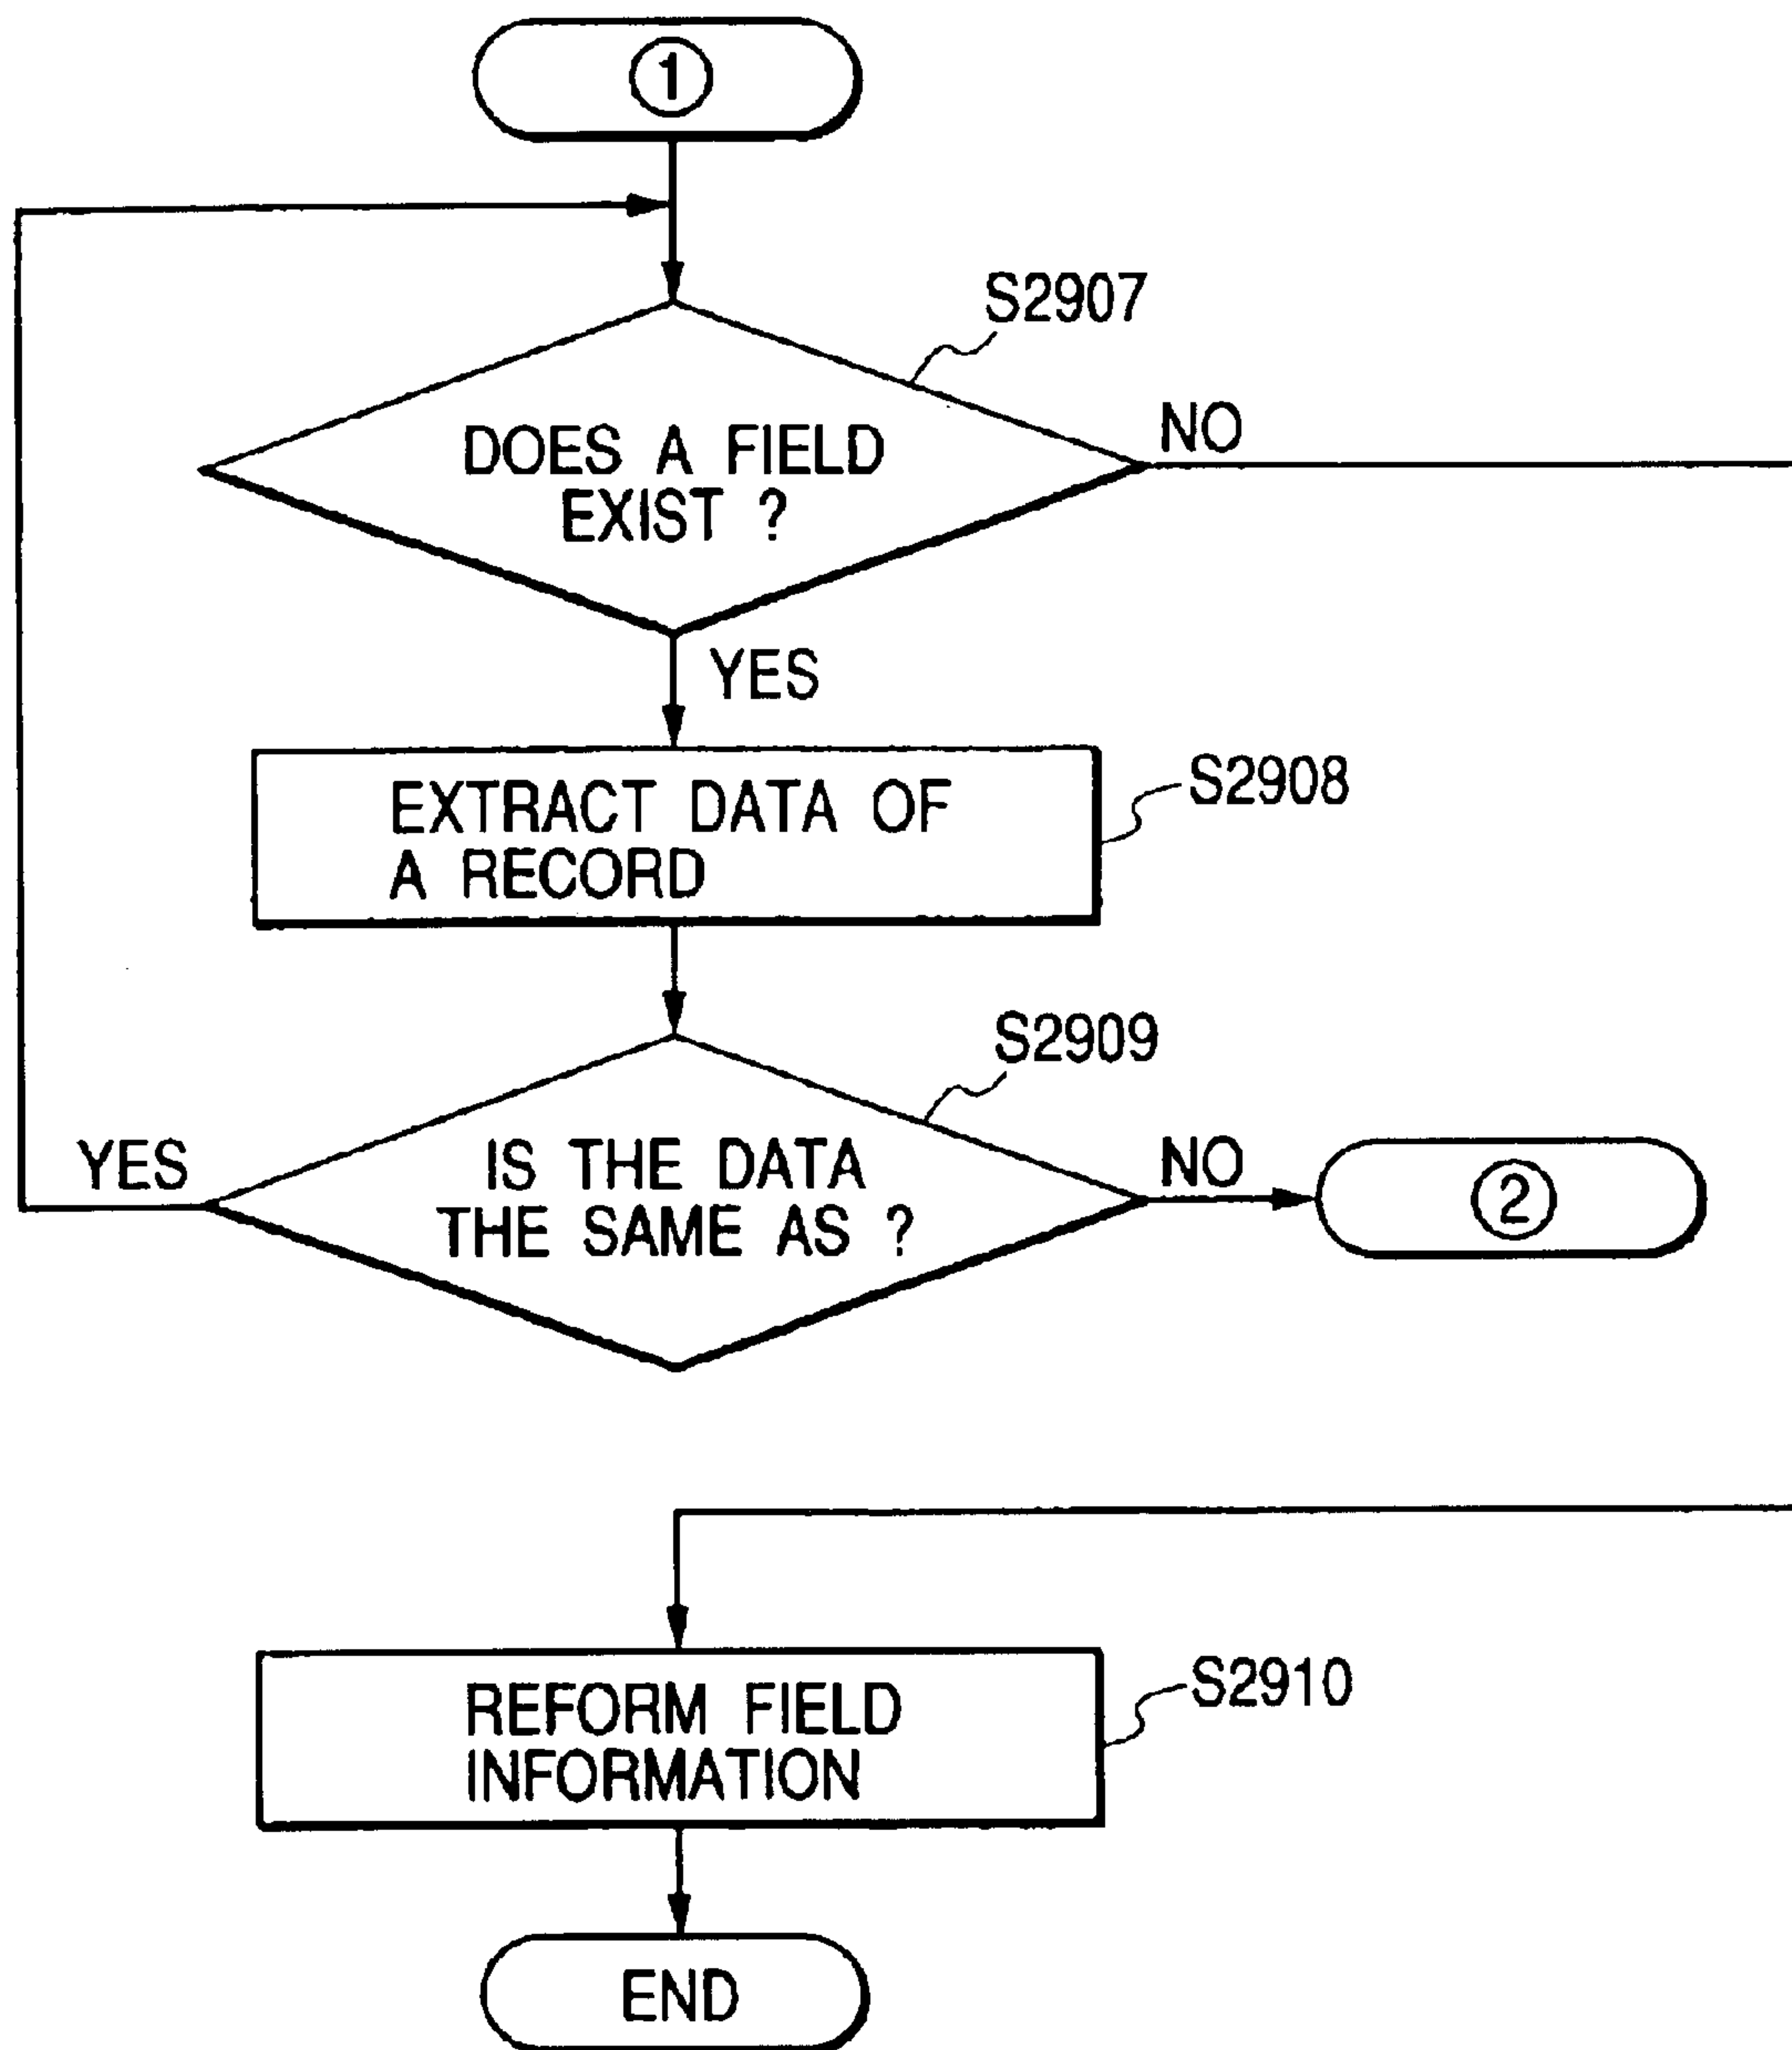 1
S2907
DOES A FIELD
EXIST ?
NO
YES
EXTRACT DATA OF
A RECORD
S2908
S2909
YES
IS THE DATA
THE SAME AS ?
NO
2
REFORM FIELD
INFORMATION
S2910
END